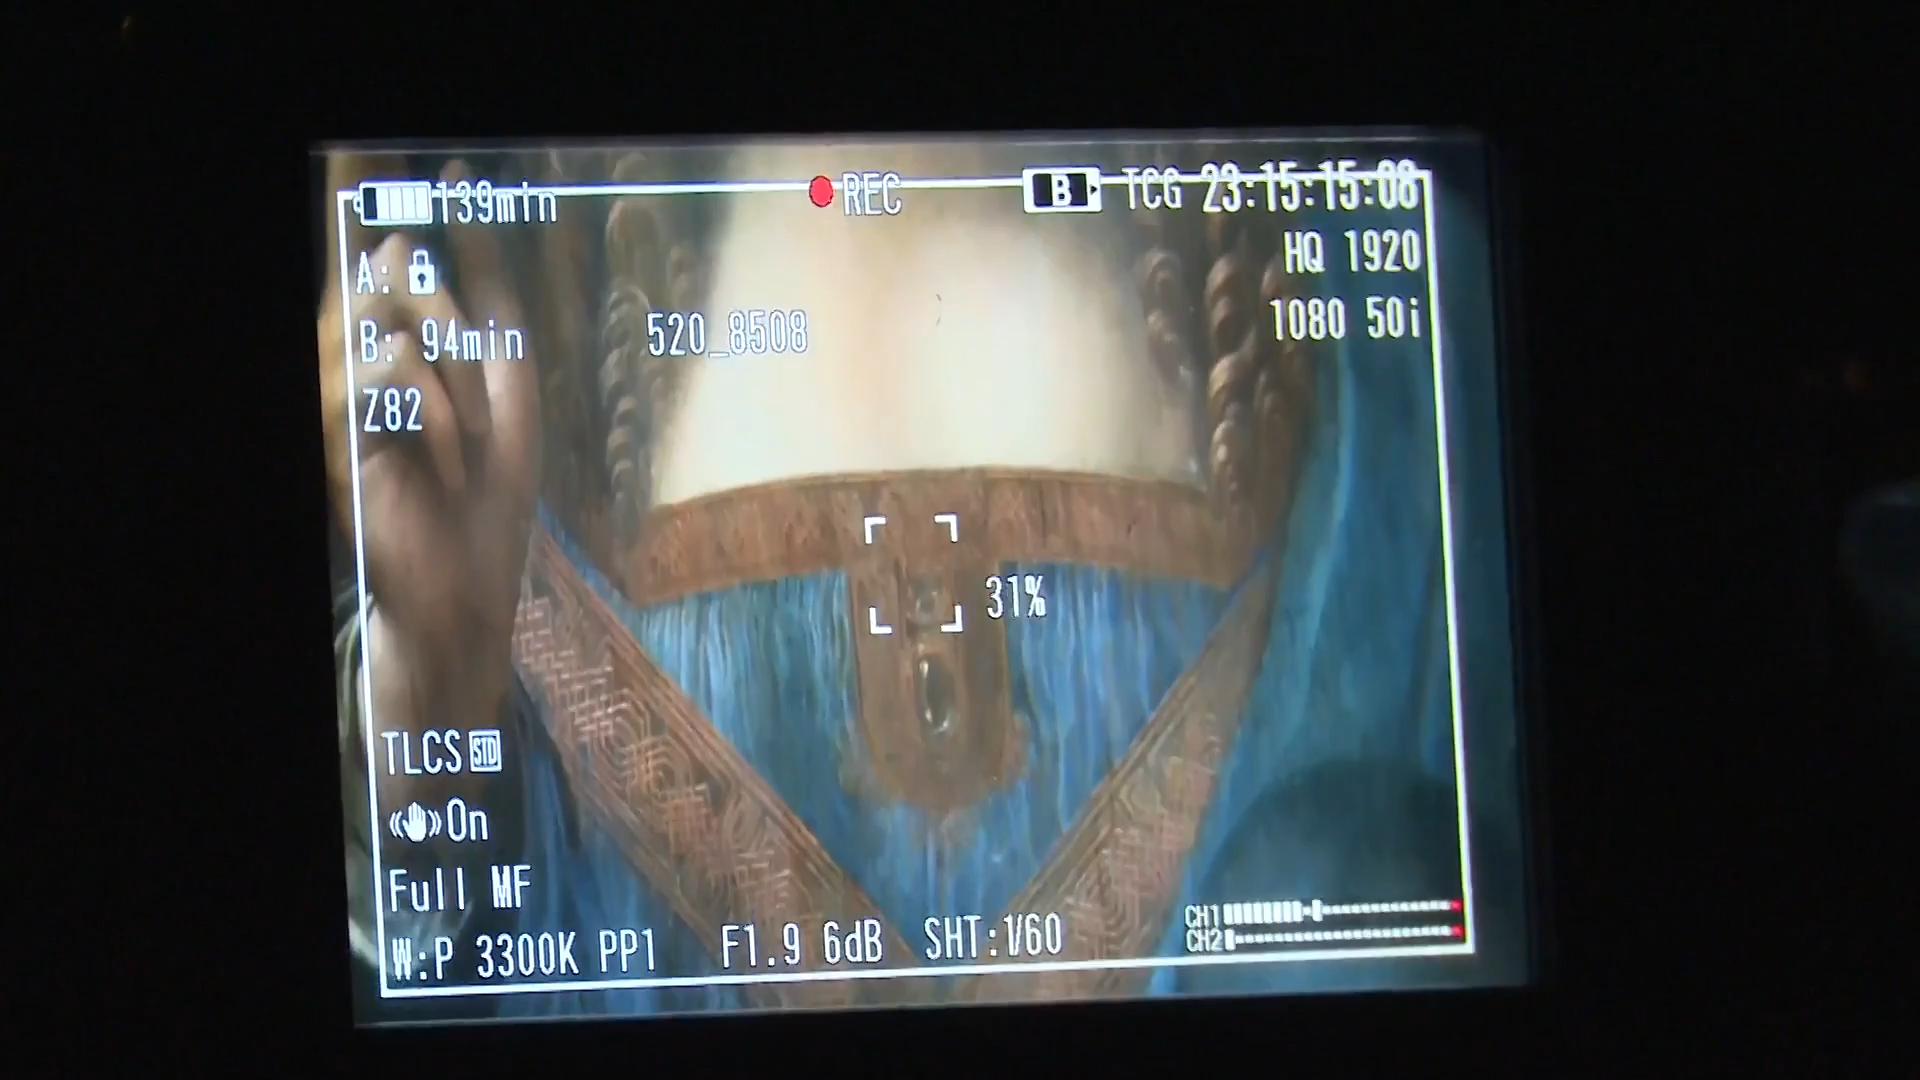 139min REC B TCG 23:15:15:08
A: HQ 1920
B: 94min 520_8508 1080 50i
Z82
31%
TLCS STD
On
Full MF
W:P 3300K PP1 F1.9 6dB SHT:1/60
CH1
CH2